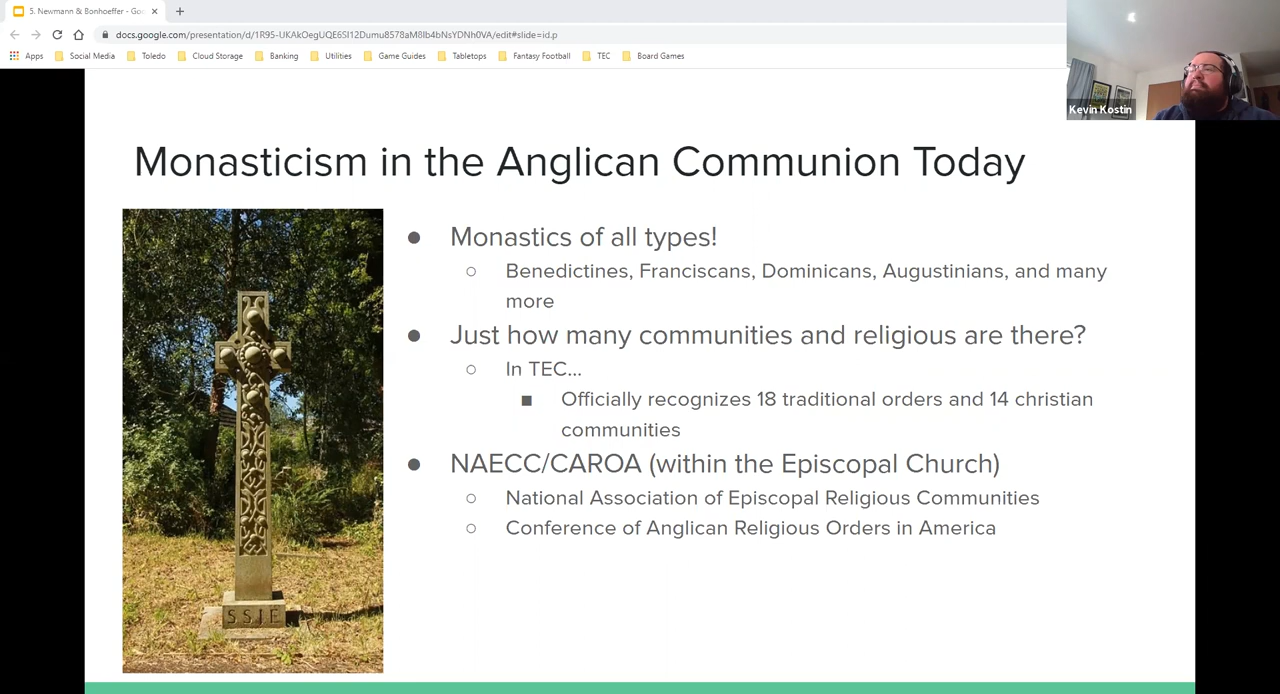 5. Newmann & Bonhoeffer - Go
docs.google.com/presentation/d/1R95-UKAkOegUQE6Sl12Dumu8578aM8Ib4bNsYDNh0VA/edit#slide=id.p
Apps Social Media Toledo Cloud Storage Banking Utilities Game Guides Tabletops Fantasy Football TEC Board Games
Kevin Kostin
Monasticism in the Anglican Communion Today
● Monastics of all types!
○ Benedictines, Franciscans, Dominicans, Augustinians, and many
more
● Just how many communities and religious are there?
○ In TEC...
■ Officially recognizes 18 traditional orders and 14 christian
communities
● NAECC/CAROA (within the Episcopal Church)
○ National Association of Episcopal Religious Communities
○ Conference of Anglican Religious Orders in America
SSJE